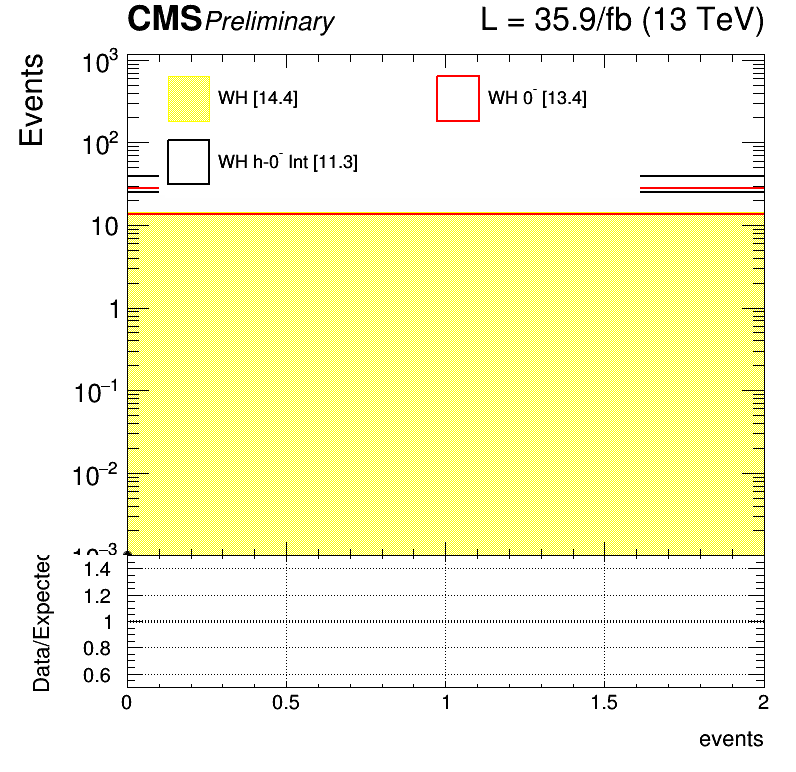 CMS Preliminary L = 35.9/fb (13 TeV)
Events
10³
WH [14.4] WH 0⁻ [13.4]
10²
WH h-0⁻ Int [11.3]
10
1
10⁻¹
10⁻²
10⁻³
Data/Expected
1.4
1.2
1
0.8
0.6
0 0.5 1 1.5 2
events